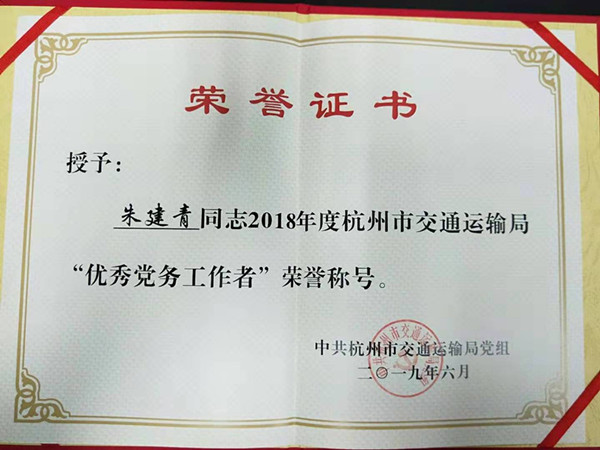 荣誉证书
授予：
朱建青同志2018年度杭州市交通运输局
“优秀党务工作者”荣誉称号。
中共杭州市交通运输局党组
二〇一九年六月